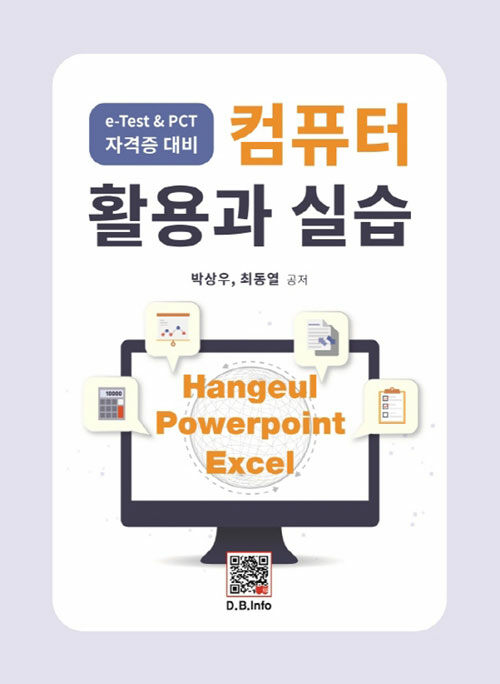 e-Test & PCT
자격증 대비
컴퓨터
활용과 실습
박상우, 최동열 공저
10000
Hangeul
Powerpoint
Excel
D.B.Info